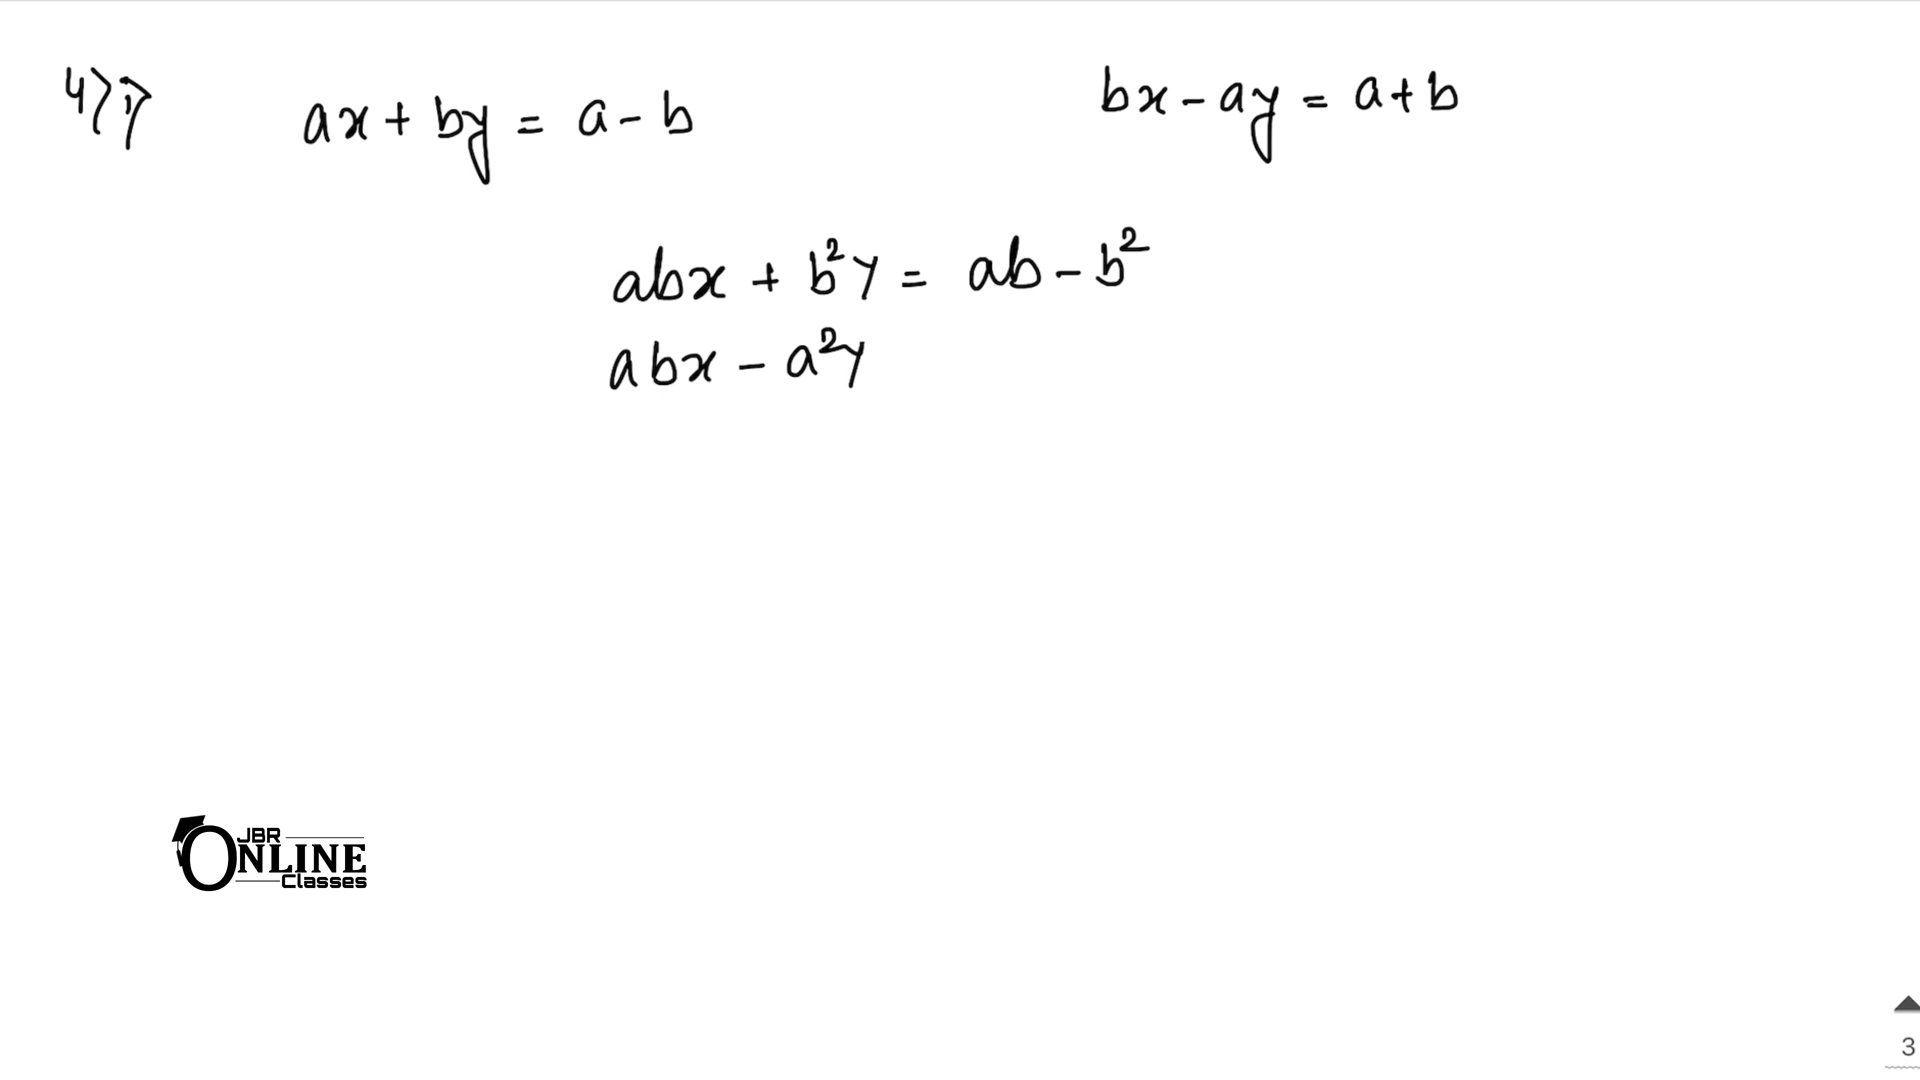 4) i) ax + by = a - b    bx - ay = a + b
abx + b²y = ab - b²
abx - a²y
JBR
ONLINE
Classes
3